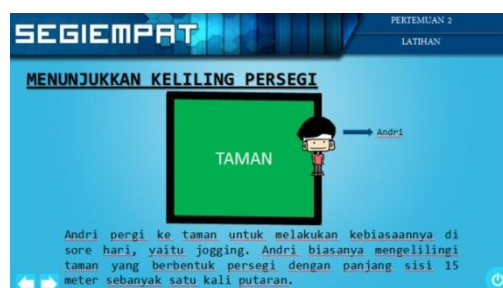 SEGIEMPAT
PERTEMUAN 2
LATIHAN
MENUNJUKKAN KELILING PERSEGI
TAMAN
Andri
Andri pergi ke taman untuk melakukan kebiasaannya di
sore hari, yaitu jogging. Andri biasanya mengelilingi
taman yang berbentuk persegi dengan panjang sisi 15
meter sebanyak satu kali putaran.